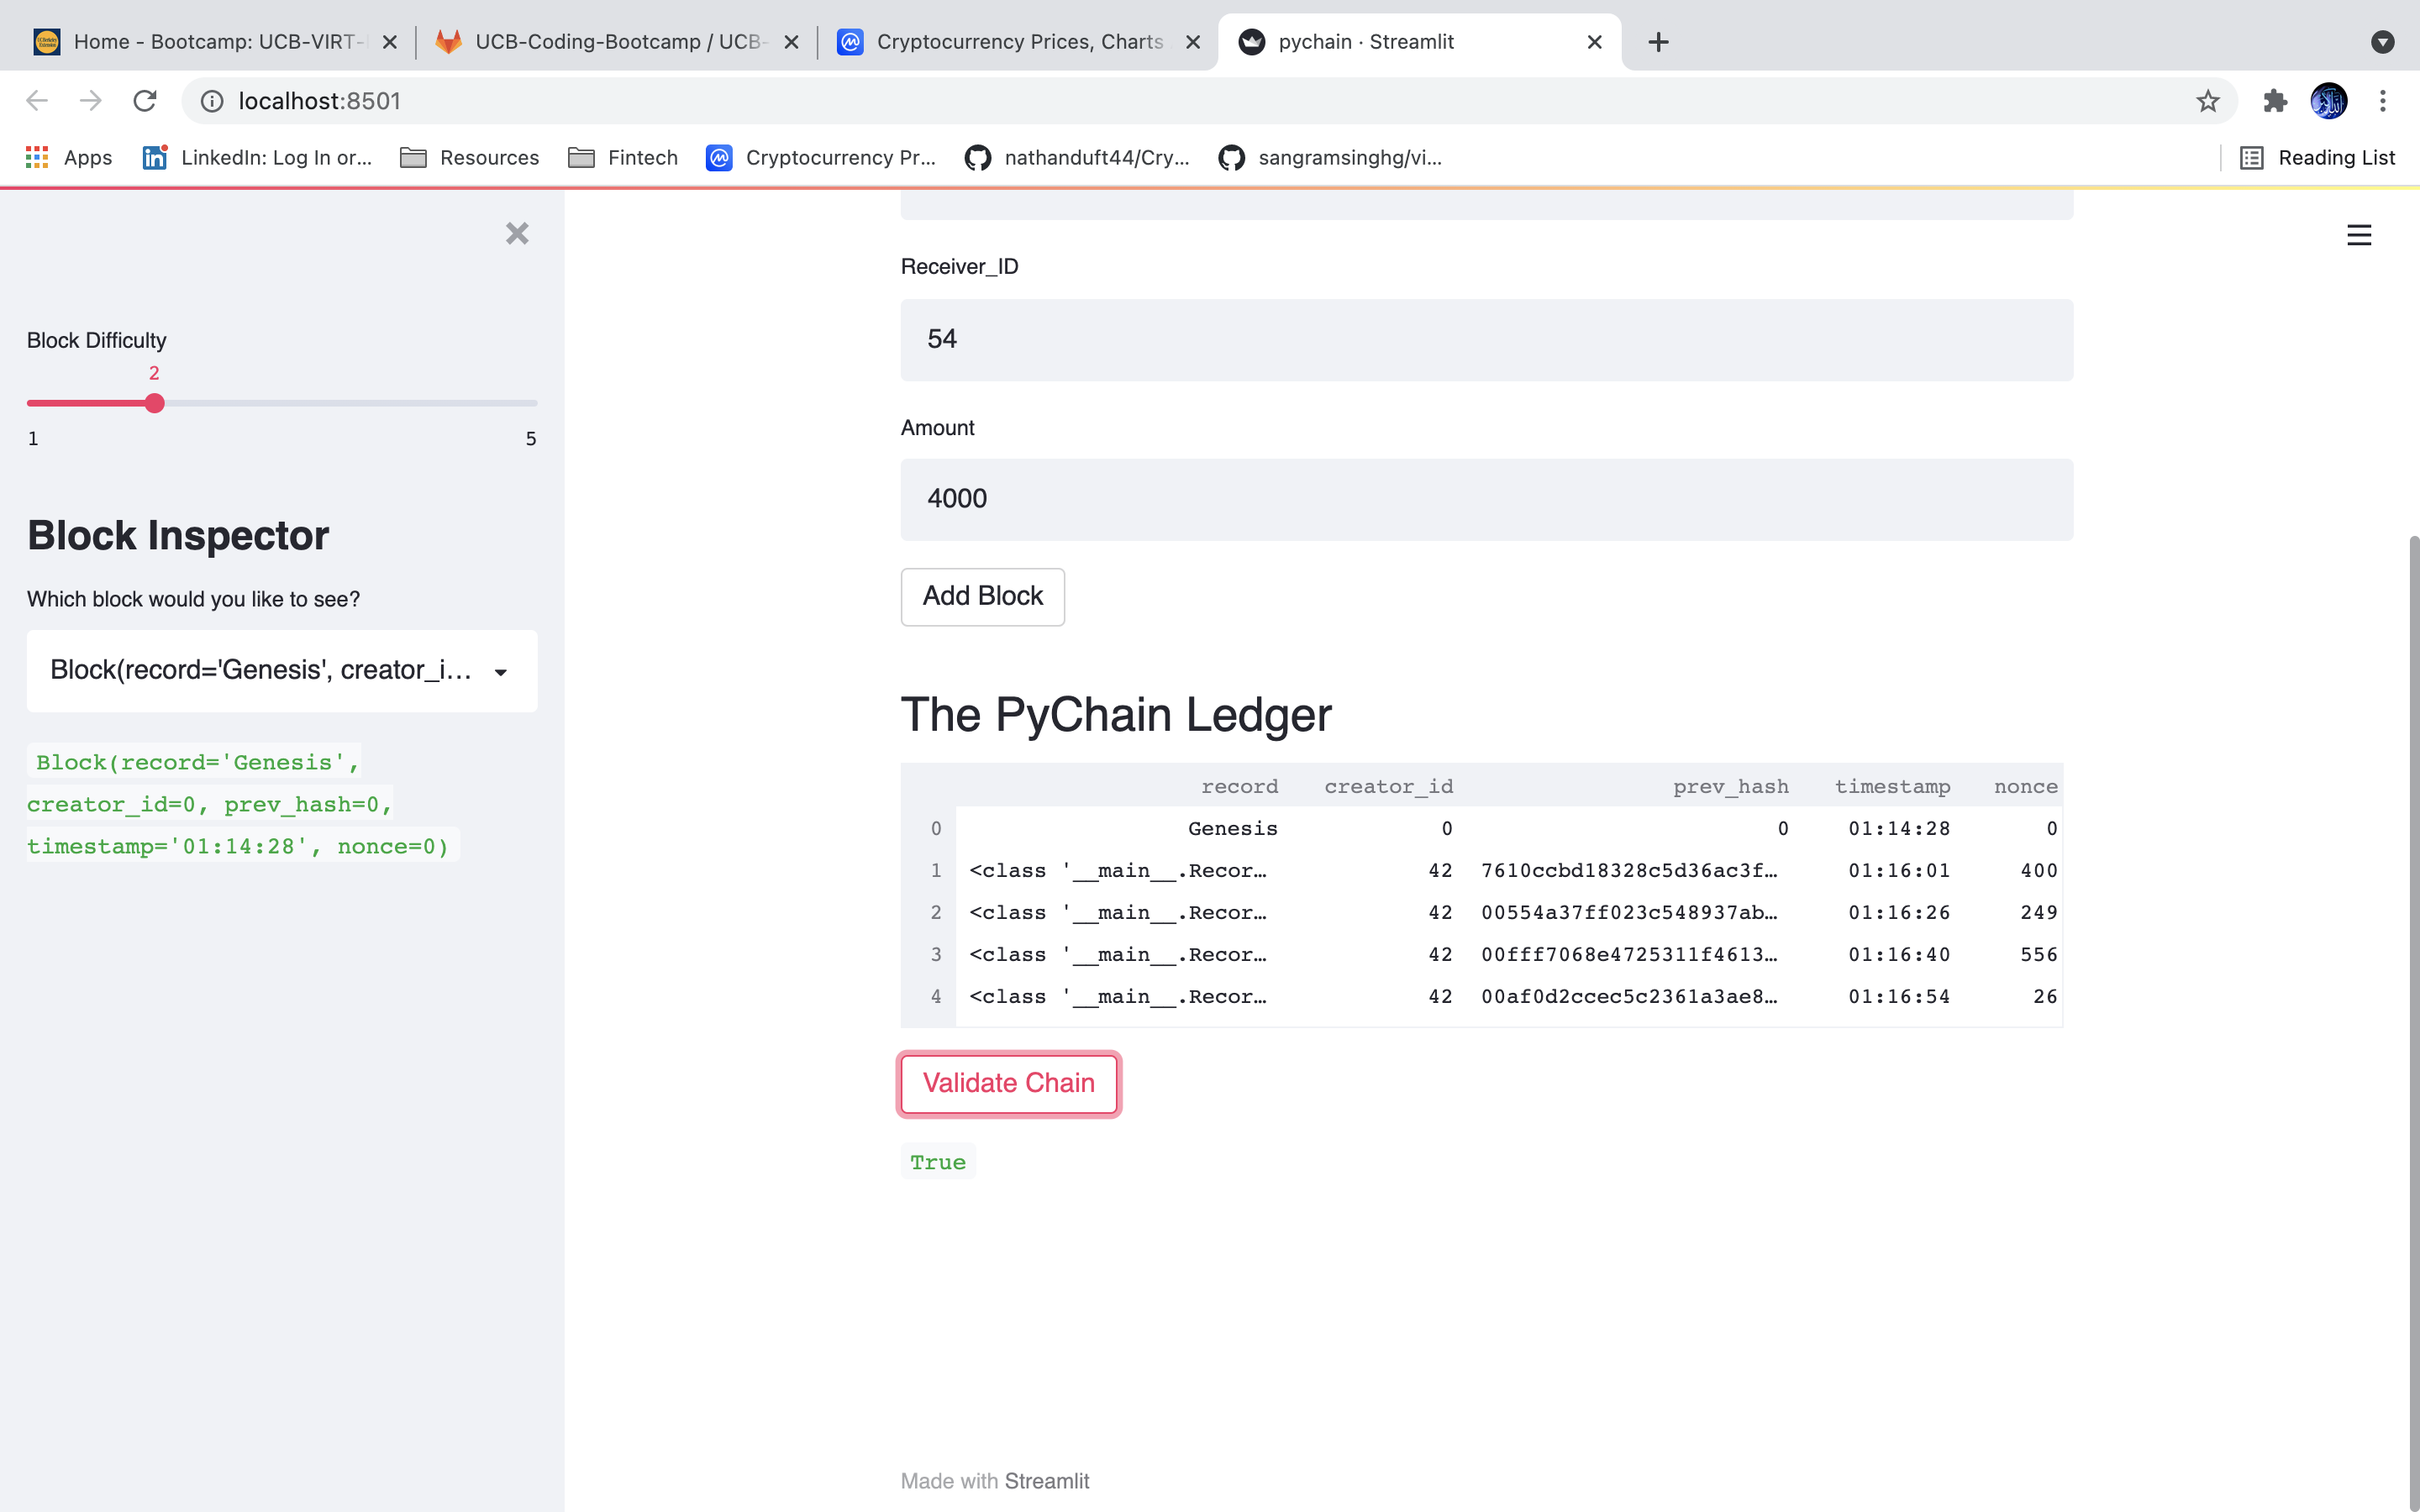 Home - Bootcamp: UCB-VIRT-
UCB-Coding-Bootcamp / UCB-
Cryptocurrency Prices, Charts
pychain · Streamlit
localhost:8501
Apps
LinkedIn: Log In or...
Resources
Fintech
Cryptocurrency Pr...
nathanduft44/Cry...
sangramsinghg/vi...
Reading List
Block Difficulty
2
1
5
Block Inspector
Which block would you like to see?
Block(record='Genesis', creator_i...
Block(record='Genesis',
creator_id=0, prev_hash=0,
timestamp='01:14:28', nonce=0)
Receiver_ID
54
Amount
4000
Add Block
The PyChain Ledger
record creator_id prev_hash timestamp nonce
0 Genesis 0 0 01:14:28 0
1 <class '__main__.Recor… 42 7610ccbd18328c5d36ac3f… 01:16:01 400
2 <class '__main__.Recor… 42 00554a37ff023c548937ab… 01:16:26 249
3 <class '__main__.Recor… 42 00fff7068e4725311f4613… 01:16:40 556
4 <class '__main__.Recor… 42 00af0d2ccec5c2361a3ae8… 01:16:54 26
Validate Chain
True
Made with Streamlit